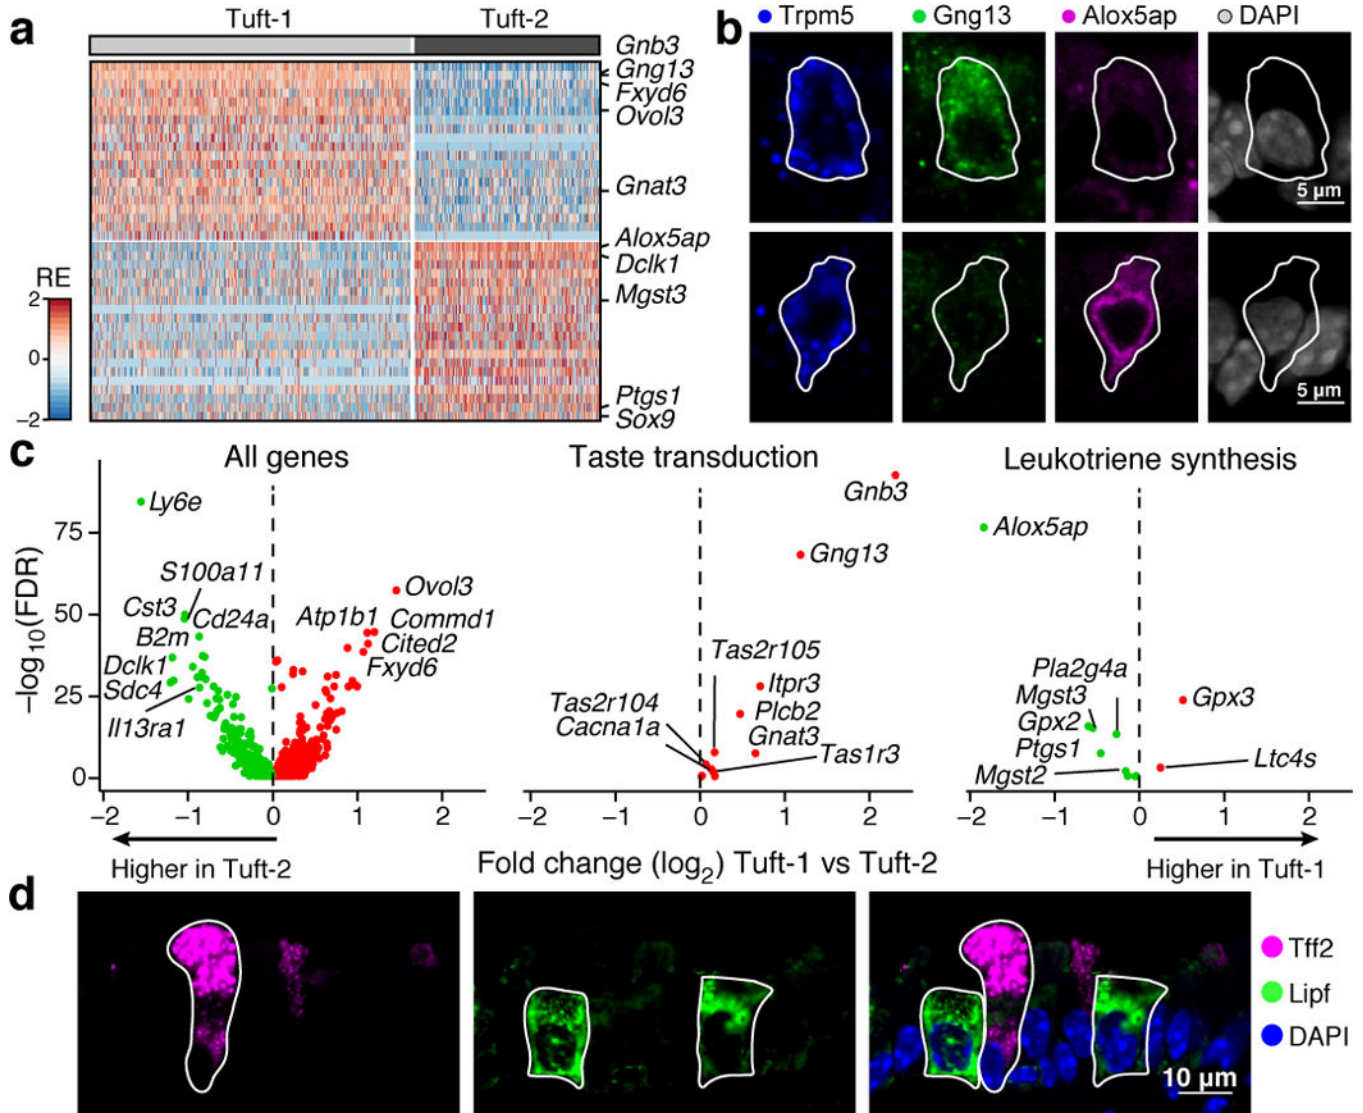 a
Tuft-1
Tuft-2
Gnb3
Gng13
Fxyd6
Ovol3
Gnat3
Alox5ap
Dclk1
Mgst3
Ptgs1
Sox9
RE
2
0
−2
b
Trpm5
Gng13
Alox5ap
DAPI
5 µm
5 µm
c
All genes
Taste transduction
Leukotriene synthesis
−log10(FDR)
75
50
25
0
Ly6e
S100a11
Cst3
Cd24a
B2m
Dclk1
Sdc4
Il13ra1
Ovol3
Atp1b1
Commd1
Cited2
Fxyd6
−2
−1
0
1
2
Gnb3
Gng13
Tas2r105
Itpr3
Tas2r104
Plcb2
Cacna1a
Gnat3
Tas1r3
−2
−1
0
1
2
Alox5ap
Pla2g4a
Mgst3
Gpx2
Ptgs1
Mgst2
Gpx3
Ltc4s
−2
−1
0
1
2
Higher in Tuft-2
Fold change (log2) Tuft-1 vs Tuft-2
Higher in Tuft-1
d
Tff2
Lipf
DAPI
10 µm